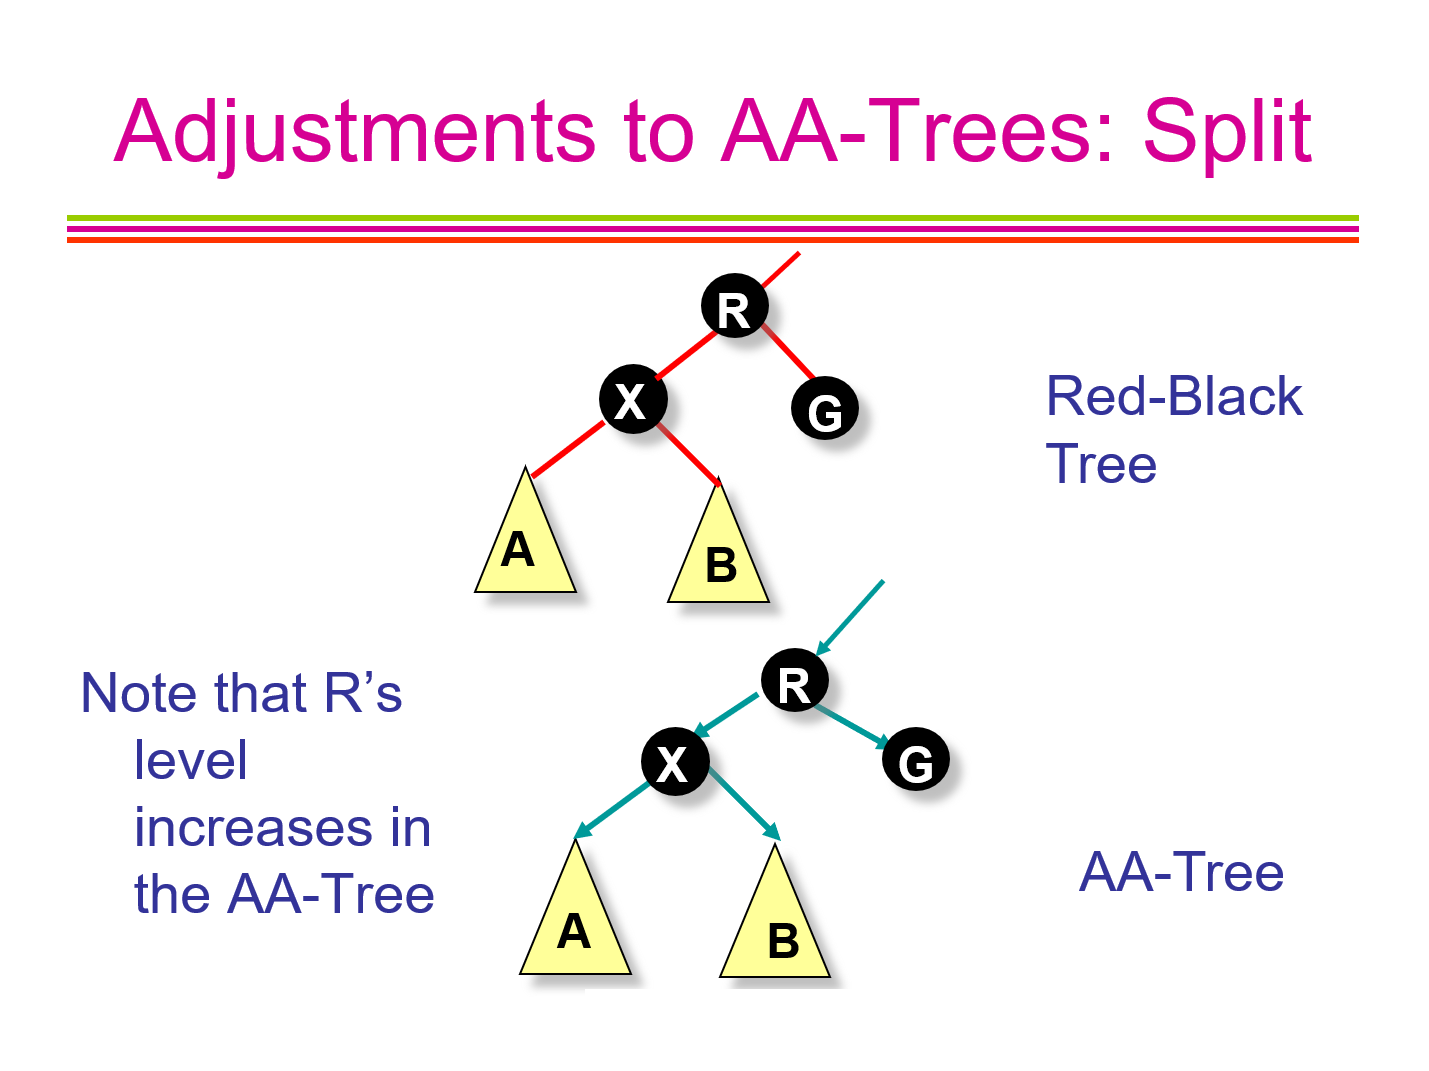 Adjustments to AA-Trees: Split
R
X
G
Red-Black
Tree
A
B
Note that R’s
level
increases in
the AA-Tree
R
X
G
AA-Tree
A
B